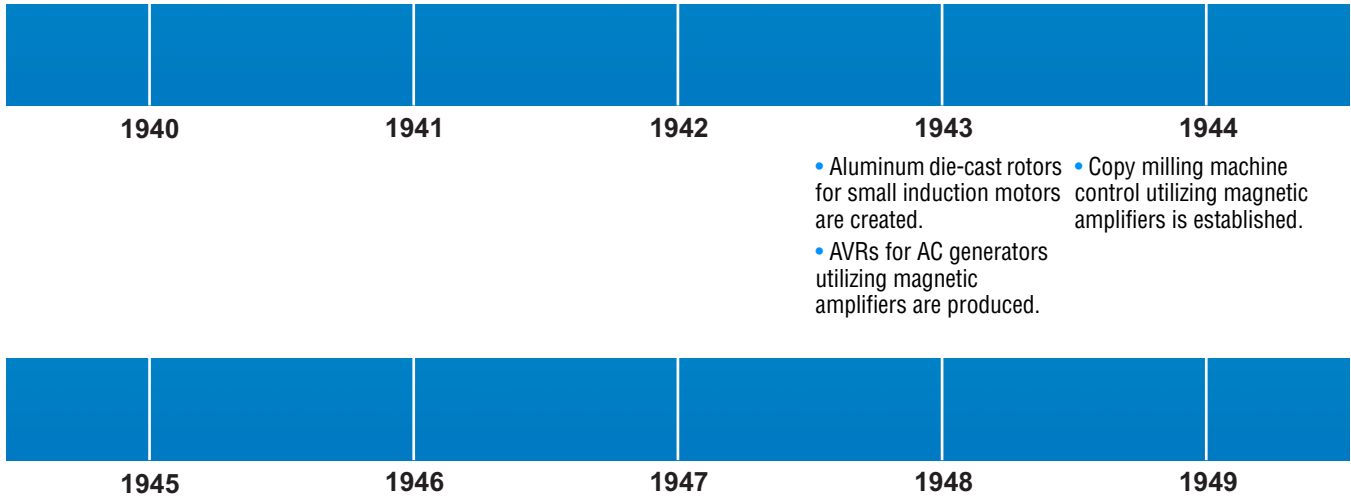 1940 1941 1942 1943 1944
• Aluminum die-cast rotors
for small induction motors
are created.
• AVRs for AC generators
utilizing magnetic
amplifiers are produced.
• Copy milling machine
control utilizing magnetic
amplifiers is established.
1945 1946 1947 1948 1949